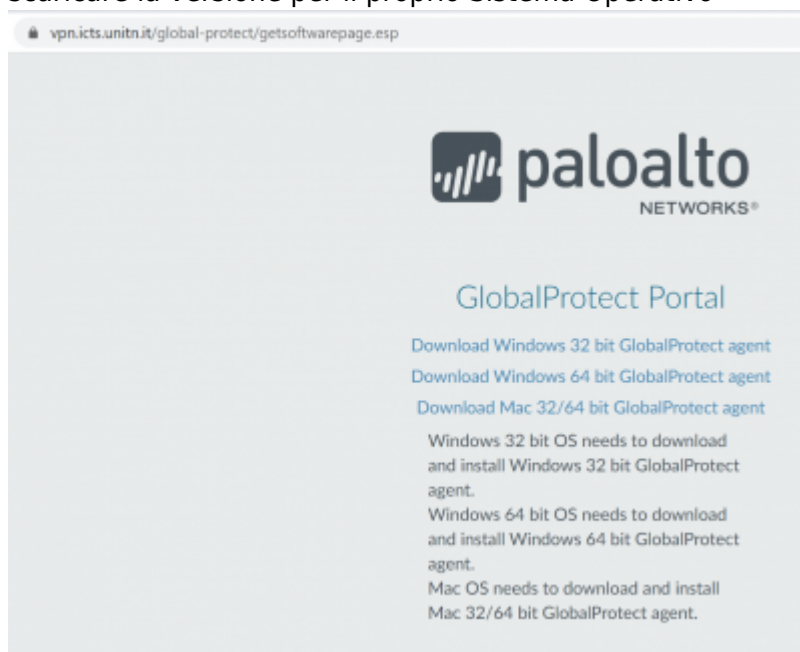 scaricare la versione per il proprio Sistema Operativo
vpn.icts.unitn.it/global-protect/getsoftwarepage.esp
paloalto
NETWORKS®
GlobalProtect Portal
Download Windows 32 bit GlobalProtect agent
Download Windows 64 bit GlobalProtect agent
Download Mac 32/64 bit GlobalProtect agent
Windows 32 bit OS needs to download
and install Windows 32 bit GlobalProtect
agent.
Windows 64 bit OS needs to download
and install Windows 64 bit GlobalProtect
agent.
Mac OS needs to download and install
Mac 32/64 bit GlobalProtect agent.